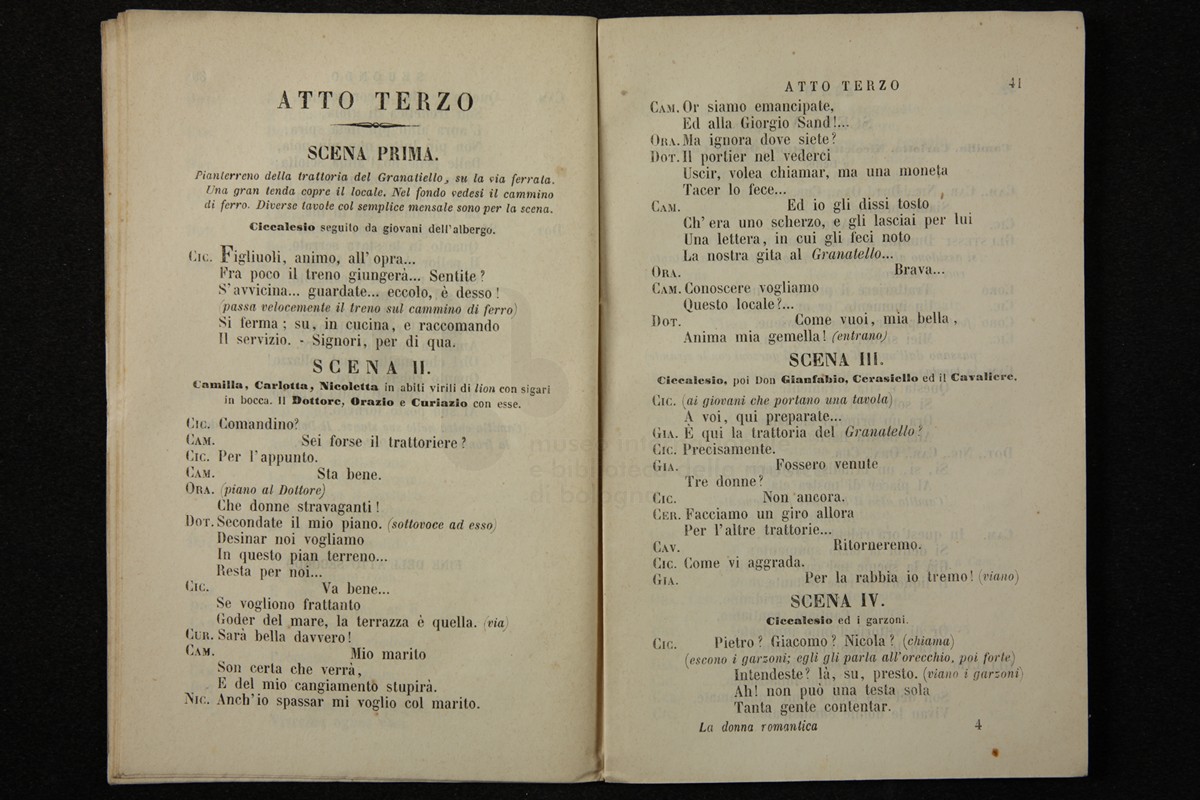 ATTO TERZO
SCENA PRIMA.
Pianterreno della trattoria del Granatiello, su la via ferrata.
Una gran tenda copre il locale. Nel fondo vedesi il cammino
di ferro. Diverse tavole col semplice mensale sono per la scena.
Ciccalesio seguito da giovani dell'albergo.
CIC. Figliuoli, animo, all'opra...
Fra poco il treno giungerà... Sentite?
S'avvicina... guardate... eccolo, è desso!
(passa velocemente il treno sul cammino di ferro)
Si ferma; su, in cucina, e raccomando
Il servizio. - Signori, per di qua.
SCENA II.
Camilla, Carlotta, Nicoletta in abiti virili di lion con sigari
in bocca. Il Dottore, Orazio e Curiazio con esse.
CIC. Comandino?
CAM. Sei forse il trattoriere?
CIC. Per l'appunto.
CAM. Sta bene.
ORA. (piano al Dottore)
Che donne stravaganti!
DOT. Secondate il mio piano. (sottovoce ad esso)
Desinar noi vogliamo
In questo pian terreno...
Resta per noi...
CIC. Va bene...
Se vogliono frattanto
Goder del mare, la terrazza è quella. (via)
CUR. Sarà bella davvero!
CAM. Mio marito
Son certa che verrà,
E del mio cangiamento stupirà.
NIC. Anch'io spassar mi voglio col marito.
ATTO TERZO 41
CAM. Or siamo emancipate,
Ed alla Giorgio Sand!...
ORA. Ma ignora dove siete?
DOT. Il portier nel vederci
Uscir, volea chiamar, ma una moneta
Tacer lo fece...
CAM. Ed io gli dissi tosto
Ch'era uno scherzo, e gli lasciai per lui
Una lettera, in cui gli feci noto
La nostra gita al Granatello...
ORA. Brava...
CAM. Conoscere vogliamo
Questo locale?...
DOT. Come vuoi, mia bella,
Anima mia gemella! (entrano)
SCENA III.
Ciccalesio, poi Don Gianfabio, Cerasiello ed il Cavaliere.
CIC. (ai giovani che portano una tavola)
A voi, qui preparate...
GIA. È qui la trattoria del Granatello?
CIC. Precisamente.
GIA. Fossero venute
Tre donne?
CIC. Non ancora.
CER. Facciamo un giro allora
Per l'altre trattorie...
CAV. Ritorneremo.
CIC. Come vi aggrada.
GIA. Per la rabbia io tremo! (viano)
SCENA IV.
Ciccalesio ed i garzoni.
CIC. Pietro? Giacomo? Nicola? (chiama)
(escono i garzoni; egli gli parla all'orecchio, poi forte)
Intendeste? là, su, presto. (viano i garzoni)
Ah! non può una testa sola
Tanta gente contentar.
La donna romantica 4